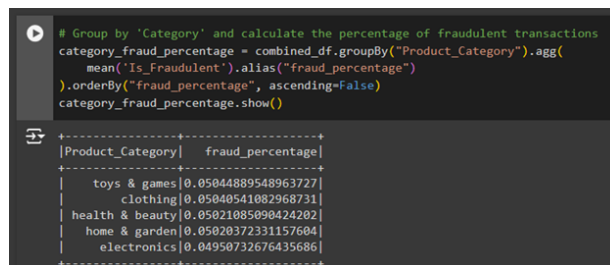 # Group by 'Category' and calculate the percentage of fraudulent transactions
category_fraud_percentage = combined_df.groupBy("Product_Category").agg(
    mean('Is_Fraudulent').alias("fraud_percentage")
).orderBy("fraud_percentage", ascending=False)
category_fraud_percentage.show()
+----------------+-------------------+
|Product_Category|   fraud_percentage|
+----------------+-------------------+
|    toys & games|0.05044889548963727|
|        clothing|0.05040541082968731|
| health & beauty|0.05021085090424202|
|   home & garden|0.05020372331157604|
|     electronics|0.04950732676435686|
+----------------+-------------------+